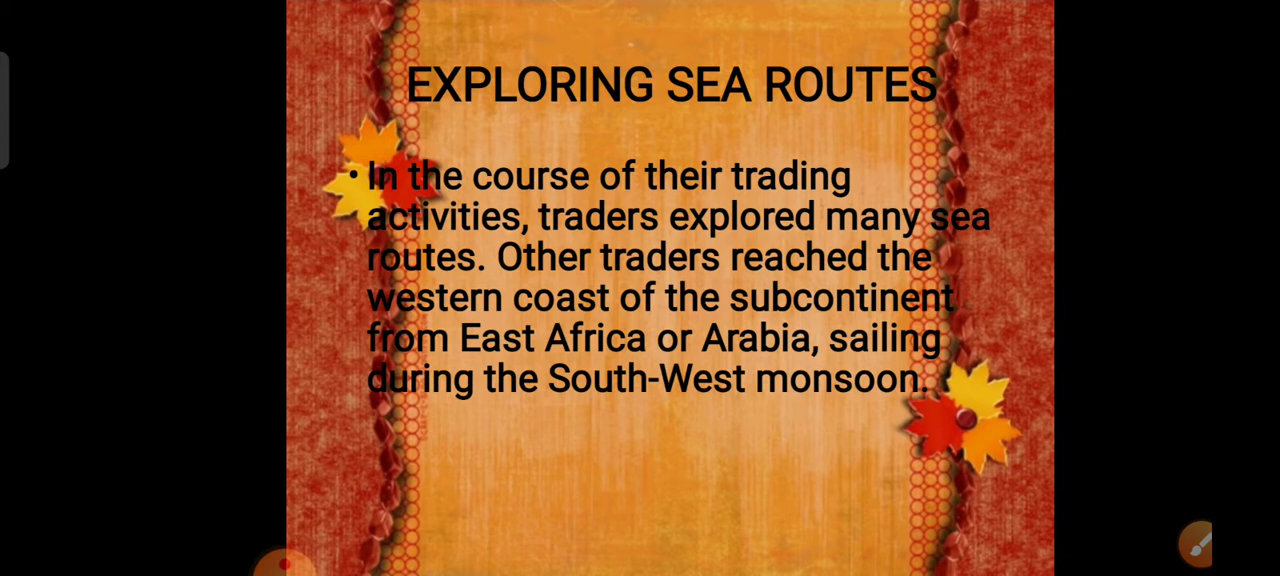 EXPLORING SEA ROUTES
• In the course of their trading
activities, traders explored many sea
routes. Other traders reached the
western coast of the subcontinent
from East Africa or Arabia, sailing
during the South-West monsoon.